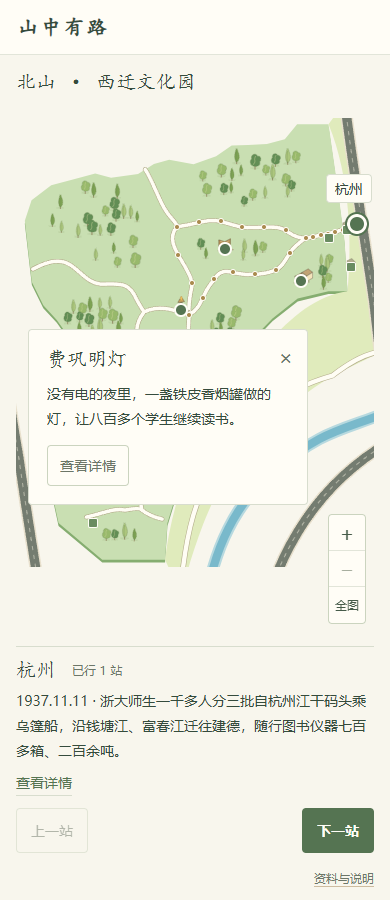 山中有路
北山 • 西迁文化园
杭州
费巩明灯
×
没有电的夜里，一盏铁皮香烟罐做的
灯，让八百多个学生继续读书。
查看详情
+
−
全图
杭州 已行 1 站
1937.11.11 · 浙大师生一千多人分三批自杭州江干码头乘
乌篷船，沿钱塘江、富春江迁往建德，随行图书仪器七百
多箱、二百余吨。
查看详情
上一站
下一站
资料与说明